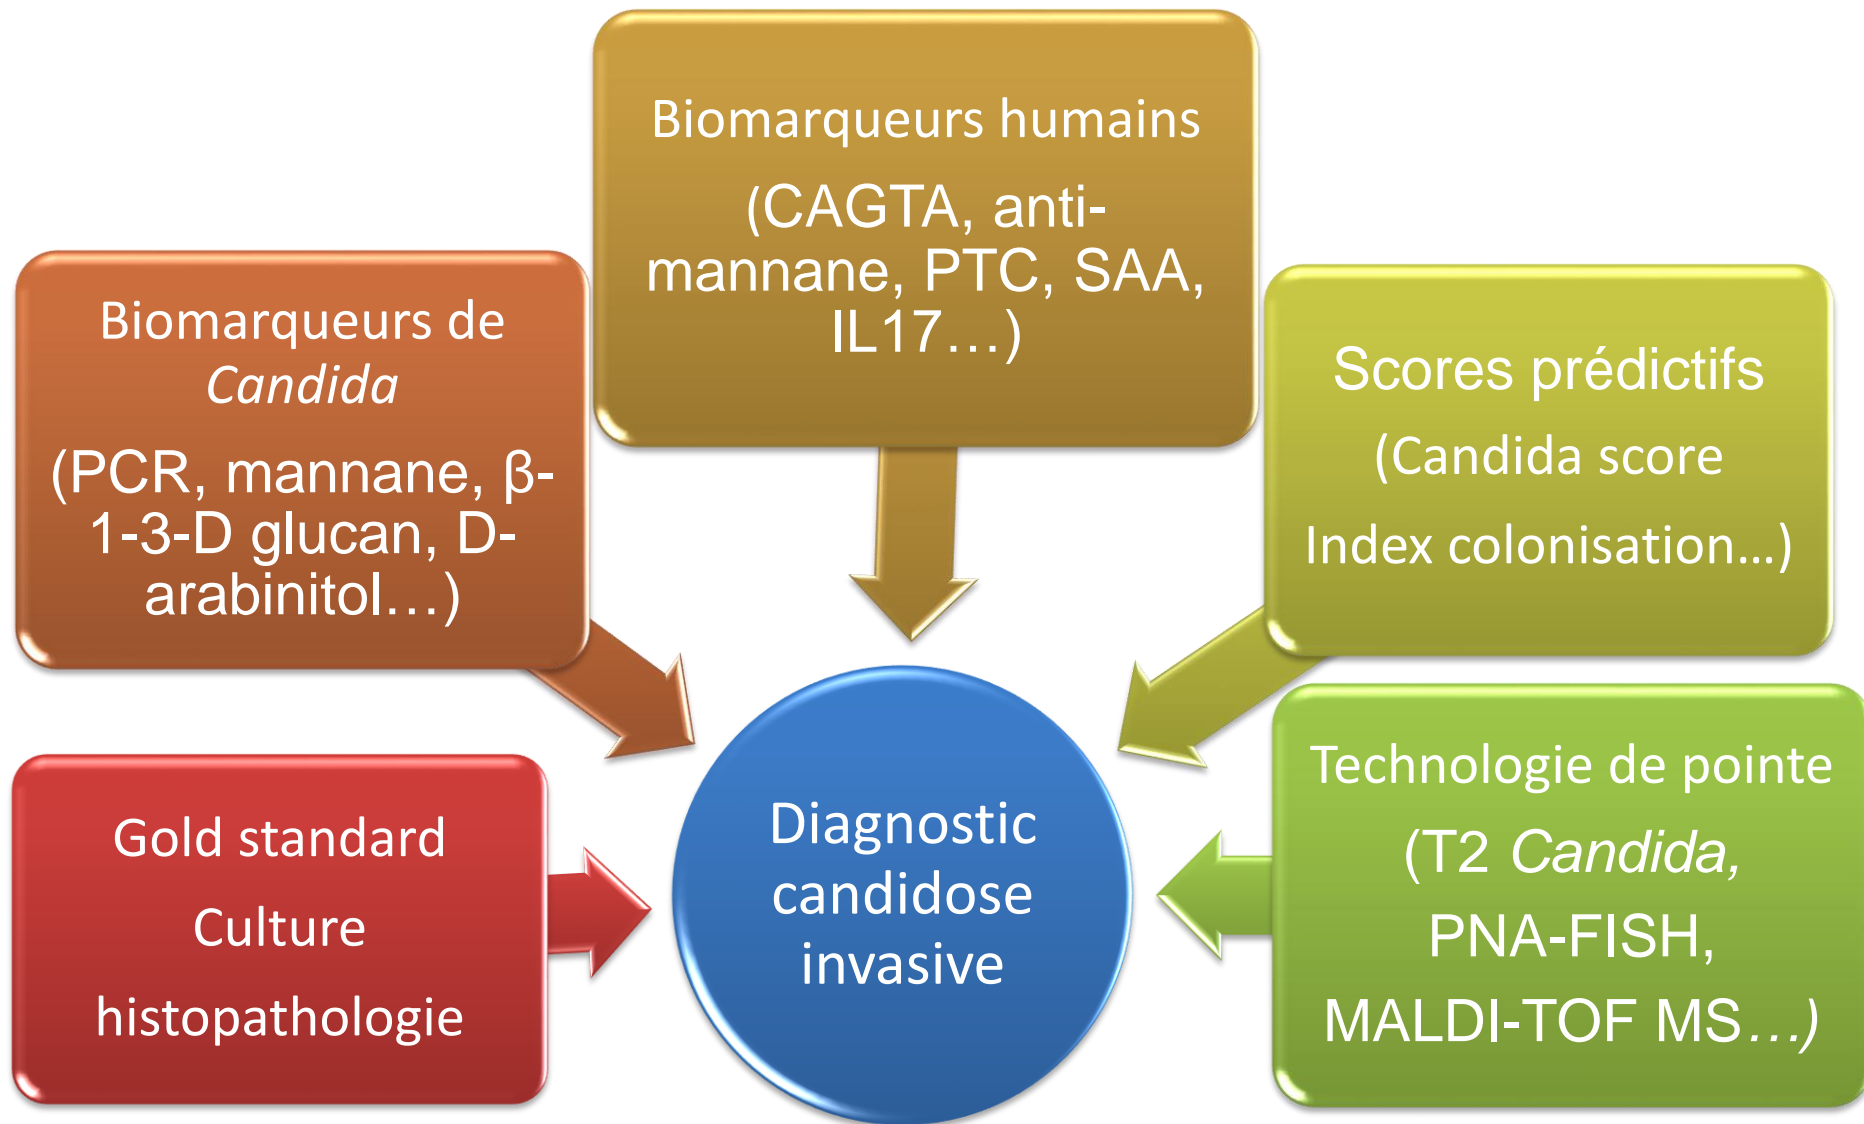 Biomarqueurs humains
(CAGTA, anti-
mannane, PTC, SAA,
IL17…)
Biomarqueurs de
Candida
(PCR, mannane, β-
1-3-D glucan, D-
arabinitol…)
Scores prédictifs
(Candida score
Index colonisation…)
Gold standard
Culture
histopathologie
Diagnostic
candidose
invasive
Technologie de pointe
(T2 Candida,
PNA-FISH,
MALDI-TOF MS…)